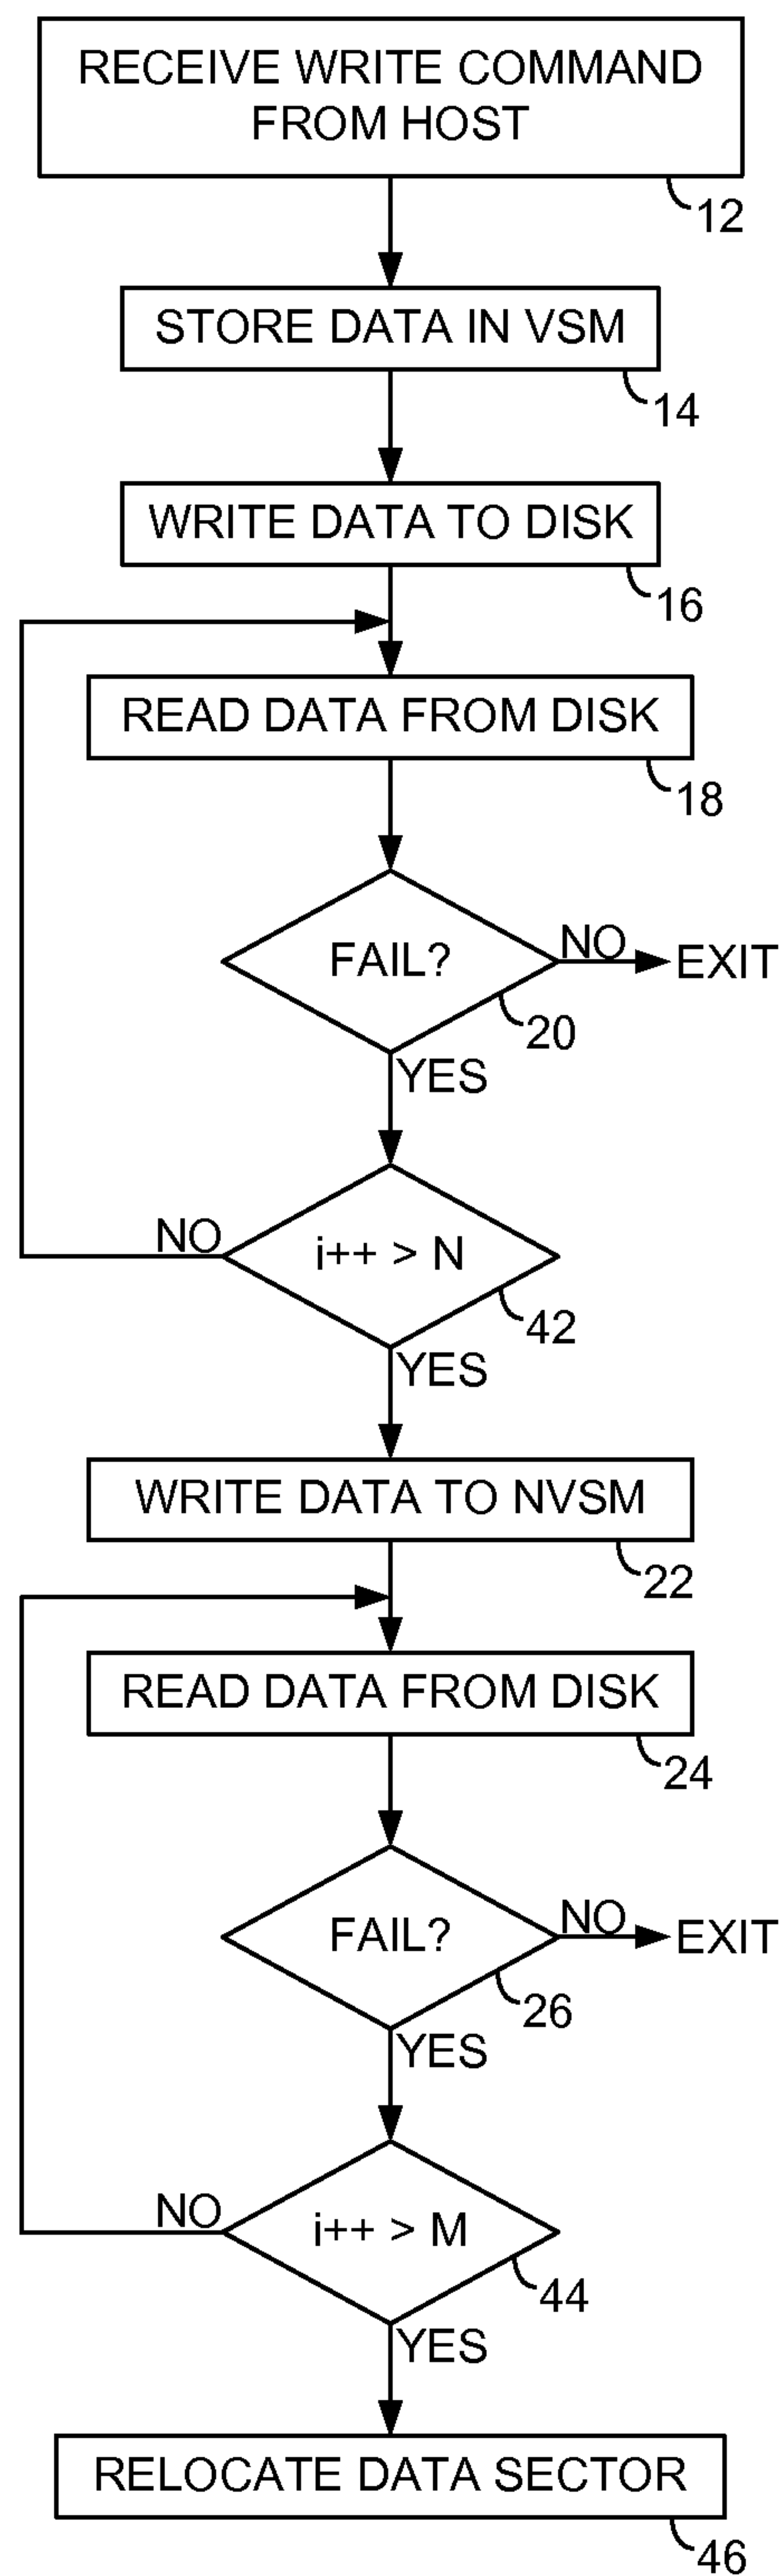 RECEIVE WRITE COMMAND
FROM HOST
12
STORE DATA IN VSM
14
WRITE DATA TO DISK
16
READ DATA FROM DISK
18
FAIL?
NO
EXIT
20
YES
NO
i++ > N
42
YES
WRITE DATA TO NVSM
22
READ DATA FROM DISK
24
FAIL?
NO
EXIT
26
YES
NO
i++ > M
44
YES
RELOCATE DATA SECTOR
46